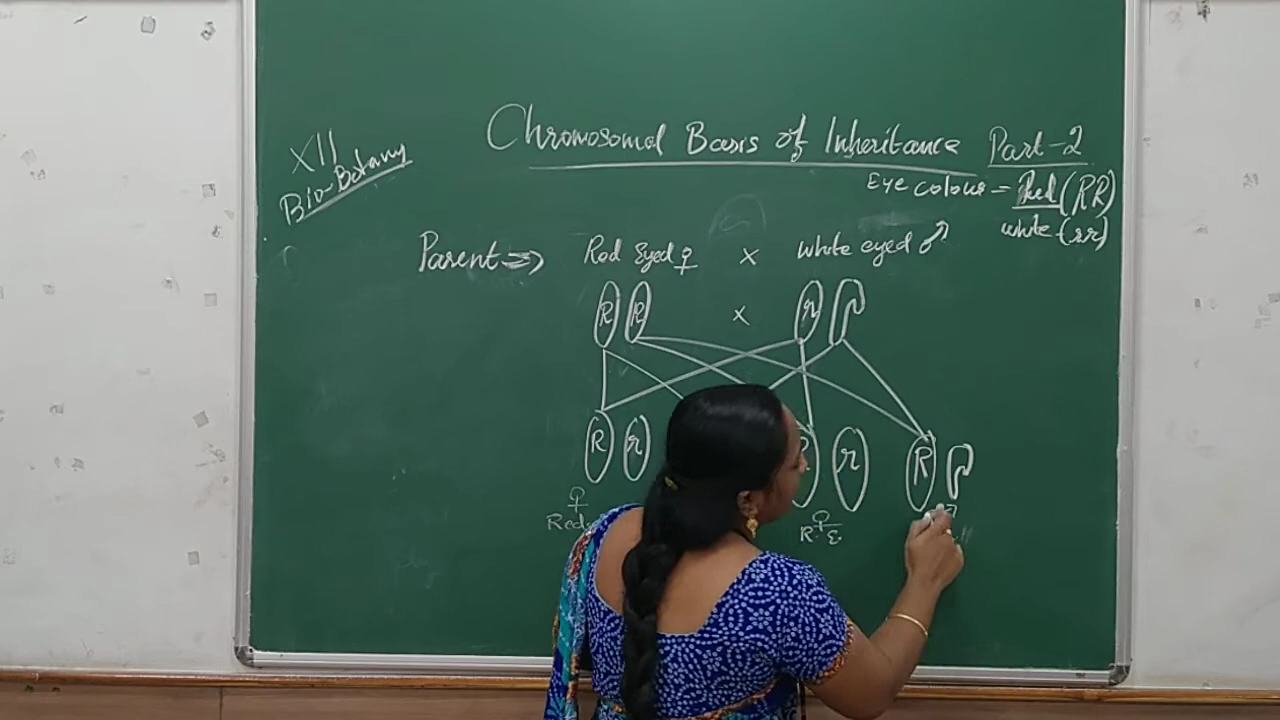 Chromosomal Basis of Inheritance Part-2
XII
Bio-Botany
Eye colour = Red (RR)
white (rr)
Parent => Red Eyed ♀ x white eyed ♂
R R x r
R r R r R
♀ ♀
Red R.E.